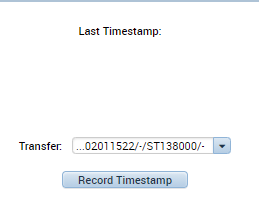 Last Timestamp:
Transfer: ...02011522/-/ST138000/-
Record Timestamp